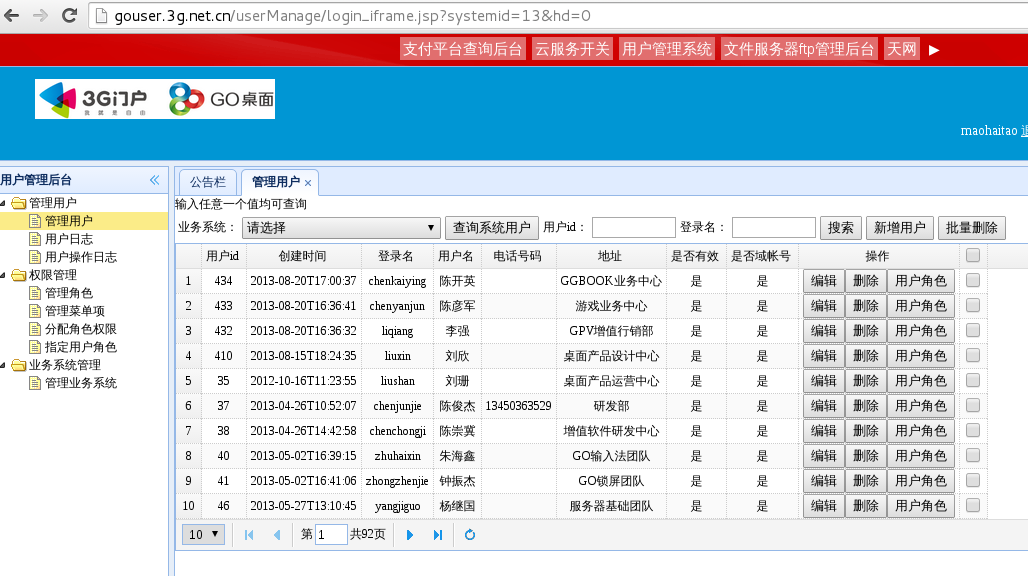 gouser.3g.net.cn/userManage/login_iframe.jsp?systemid=13&hd=0
支付平台查询后台 云服务开关 用户管理系统 文件服务器ftp管理后台 天网 ▶
3G门户 GO桌面
我就是自由
maohaitao
用户管理后台
管理用户
管理用户
用户日志
用户操作日志
权限管理
管理角色
管理菜单项
分配角色权限
指定用户角色
业务系统管理
管理业务系统
公告栏 管理用户 ×
输入任意一个值均可查询
业务系统： 请选择 查询系统用户 用户id： 登录名： 搜索 新增用户 批量删除
用户id 创建时间 登录名 用户名 电话号码 地址 是否有效 是否域帐号 操作
1 434 2013-08-20T17:00:37 chenkaiying 陈开英 GGBOOK业务中心 是 是 编辑 删除 用户角色
2 433 2013-08-20T16:36:41 chenyanjun 陈彦军 游戏业务中心 是 是 编辑 删除 用户角色
3 432 2013-08-20T16:36:32 liqiang 李强 GPV增值行销部 是 是 编辑 删除 用户角色
4 410 2013-08-15T18:24:35 liuxin 刘欣 桌面产品设计中心 是 是 编辑 删除 用户角色
5 35 2012-10-16T11:23:55 liushan 刘珊 桌面产品运营中心 是 是 编辑 删除 用户角色
6 37 2013-04-26T10:52:07 chenjunjie 陈俊杰 13450363529 研发部 是 是 编辑 删除 用户角色
7 38 2013-04-26T14:42:58 chenchongji 陈崇冀 增值软件研发中心 是 是 编辑 删除 用户角色
8 40 2013-05-02T16:39:15 zhuhaixin 朱海鑫 GO输入法团队 是 是 编辑 删除 用户角色
9 41 2013-05-02T16:41:06 zhongzhenjie 钟振杰 GO锁屏团队 是 是 编辑 删除 用户角色
10 46 2013-05-27T13:10:45 yangjiguo 杨继国 服务器基础团队 是 是 编辑 删除 用户角色
10 第 1 共92页